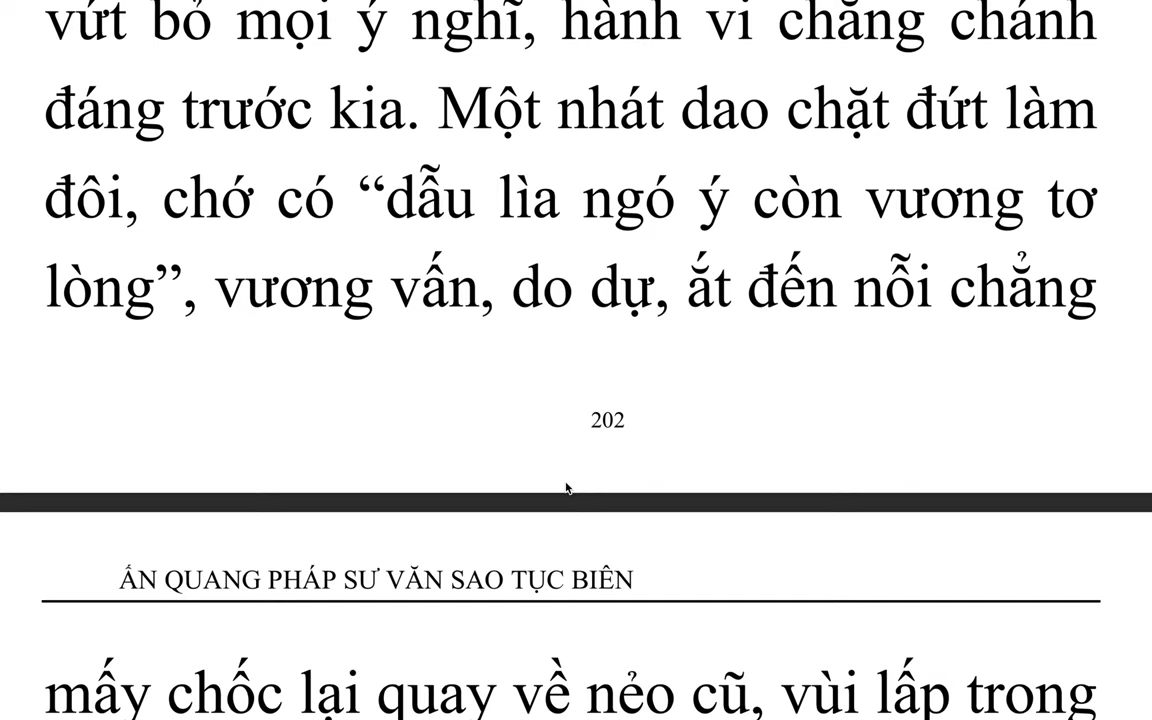 vứt bỏ mọi ý nghĩ, hành vi chẳng chánh
đáng trước kia. Một nhát dao chặt đứt làm
đôi, chớ có “dẫu lìa ngó ý còn vương tơ
lòng”, vương vấn, do dự, ắt đến nỗi chẳng
202
ẤN QUANG PHÁP SƯ VĂN SAO TỤC BIÊN
mấy chốc lại quay về nẻo cũ, vùi lấp trong